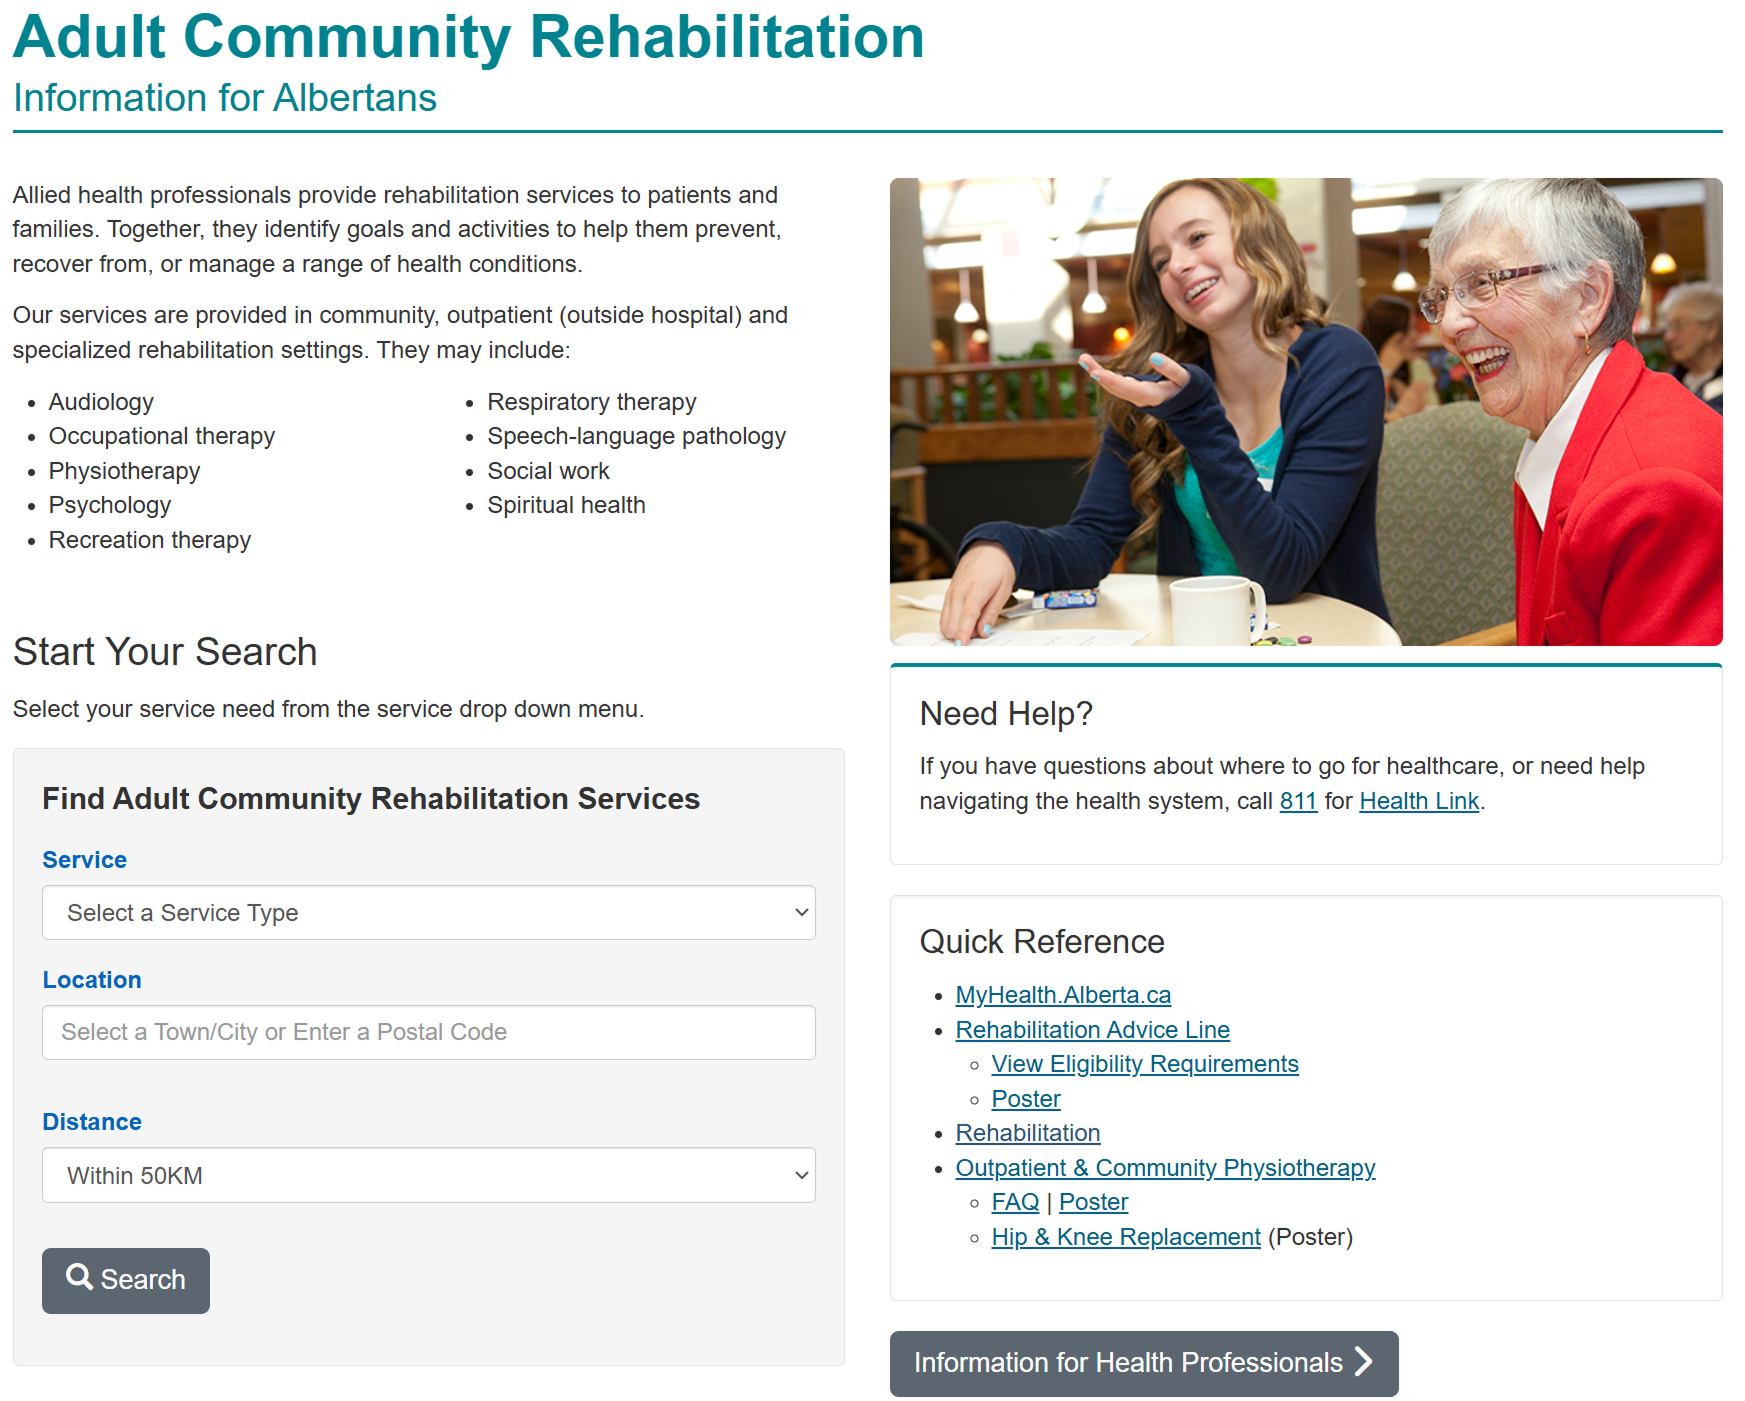 Adult Community Rehabilitation
Information for Albertans
Allied health professionals provide rehabilitation services to patients and
families. Together, they identify goals and activities to help them prevent,
recover from, or manage a range of health conditions.
Our services are provided in community, outpatient (outside hospital) and
specialized rehabilitation settings. They may include:
• Audiology
• Occupational therapy
• Physiotherapy
• Psychology
• Recreation therapy
• Respiratory therapy
• Speech-language pathology
• Social work
• Spiritual health
Start Your Search
Select your service need from the service drop down menu.
Find Adult Community Rehabilitation Services
Service
Select a Service Type
Location
Select a Town/City or Enter a Postal Code
Distance
Within 50KM
Search
Need Help?
If you have questions about where to go for healthcare, or need help
navigating the health system, call 811 for Health Link.
Quick Reference
• MyHealth.Alberta.ca
• Rehabilitation Advice Line
◦ View Eligibility Requirements
◦ Poster
• Rehabilitation
• Outpatient & Community Physiotherapy
◦ FAQ | Poster
◦ Hip & Knee Replacement (Poster)
Information for Health Professionals